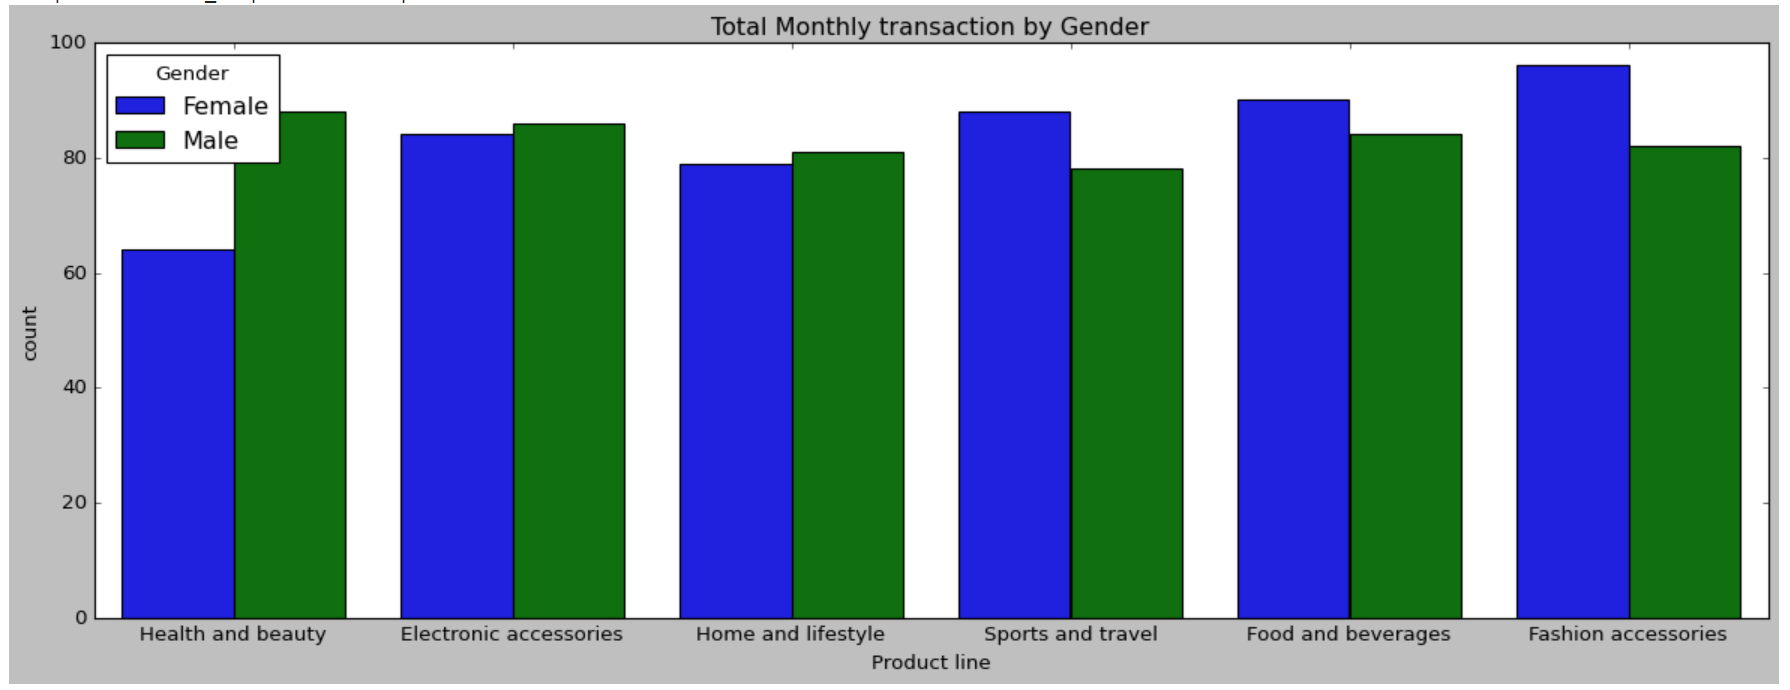 Total Monthly transaction by Gender
100
80
60
40
20
0
count
Gender
Female
Male
Health and beauty
Electronic accessories
Home and lifestyle
Sports and travel
Food and beverages
Fashion accessories
Product line